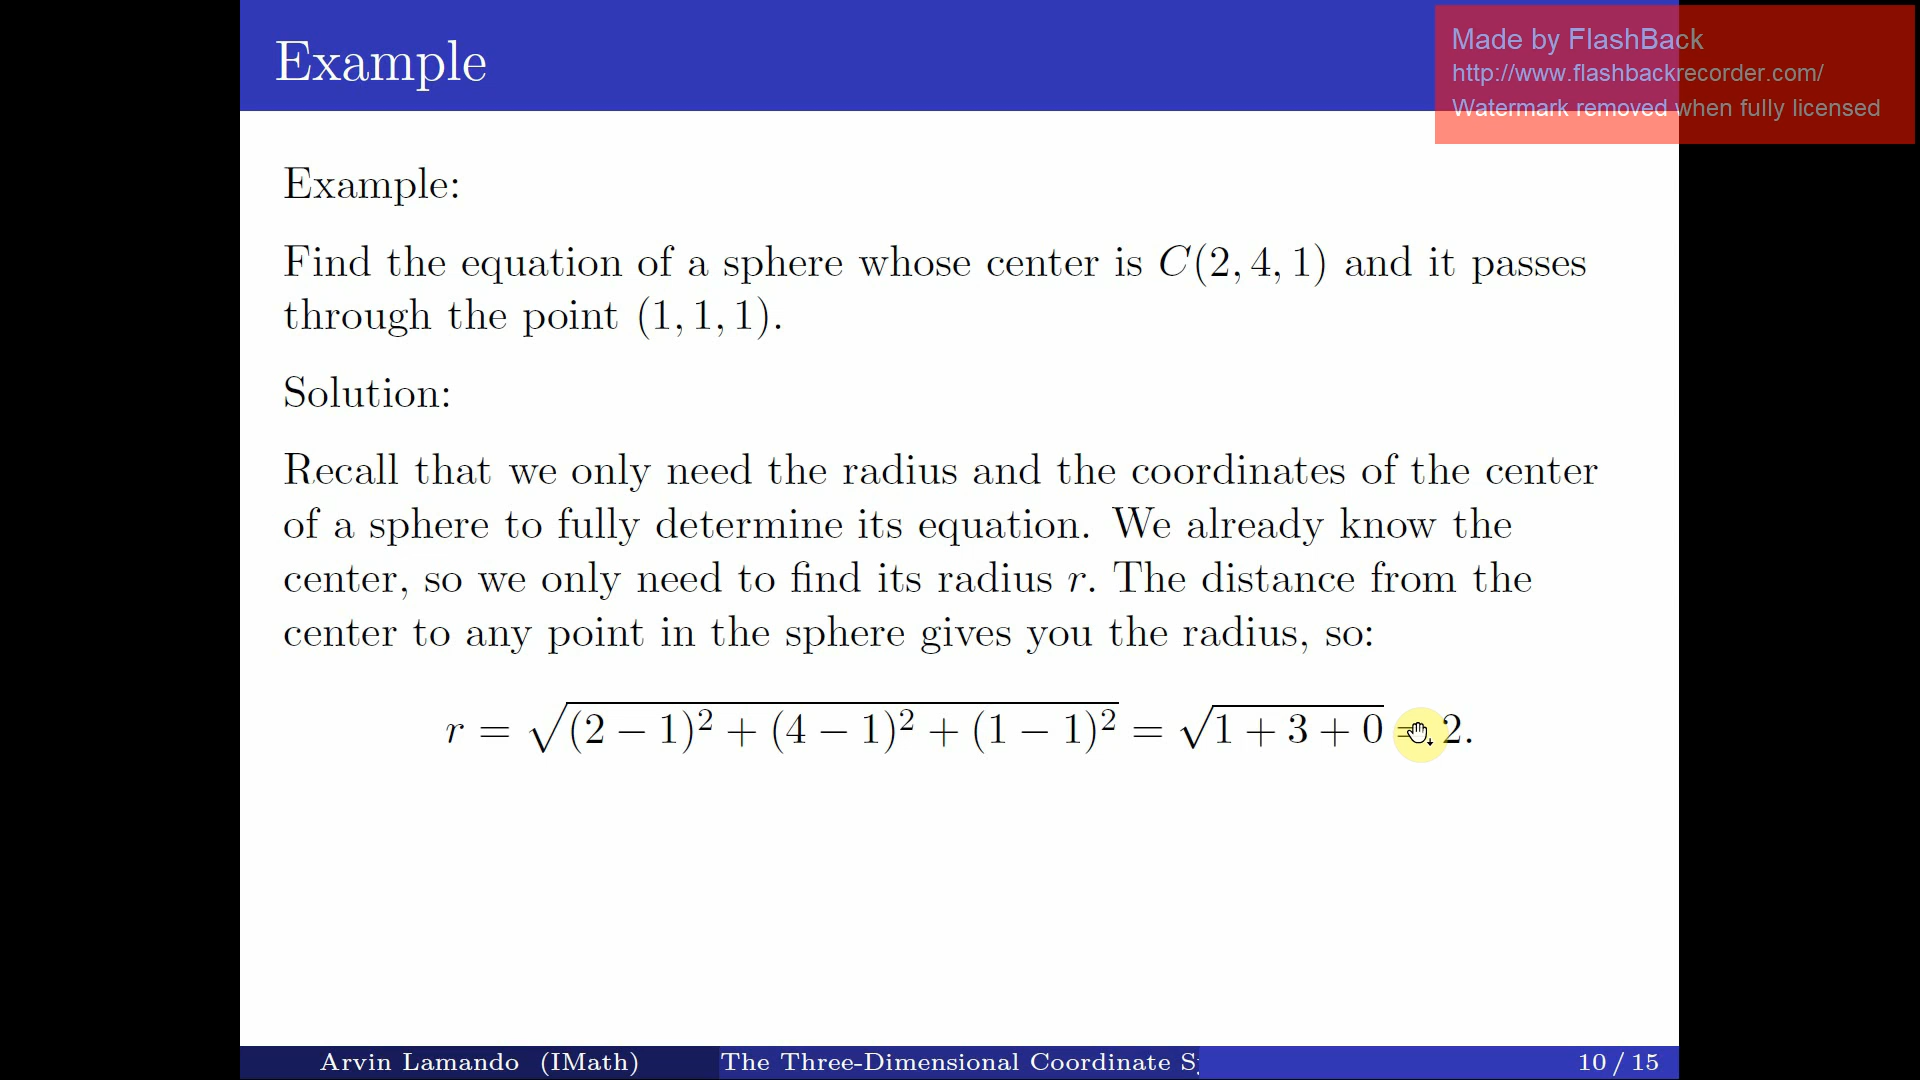 Example
Made by FlashBack
http://www.flashbackrecorder.com/
Watermark removed when fully licensed
Example:
Find the equation of a sphere whose center is C(2, 4, 1) and it passes
through the point (1, 1, 1).
Solution:
Recall that we only need the radius and the coordinates of the center
of a sphere to fully determine its equation. We already know the
center, so we only need to find its radius r. The distance from the
center to any point in the sphere gives you the radius, so:
r = √(2 − 1)² + (4 − 1)² + (1 − 1)² = √1 + 3 + 0 = 2.
Arvin Lamando (IMath) The Three-Dimensional Coordinate S 10 / 15